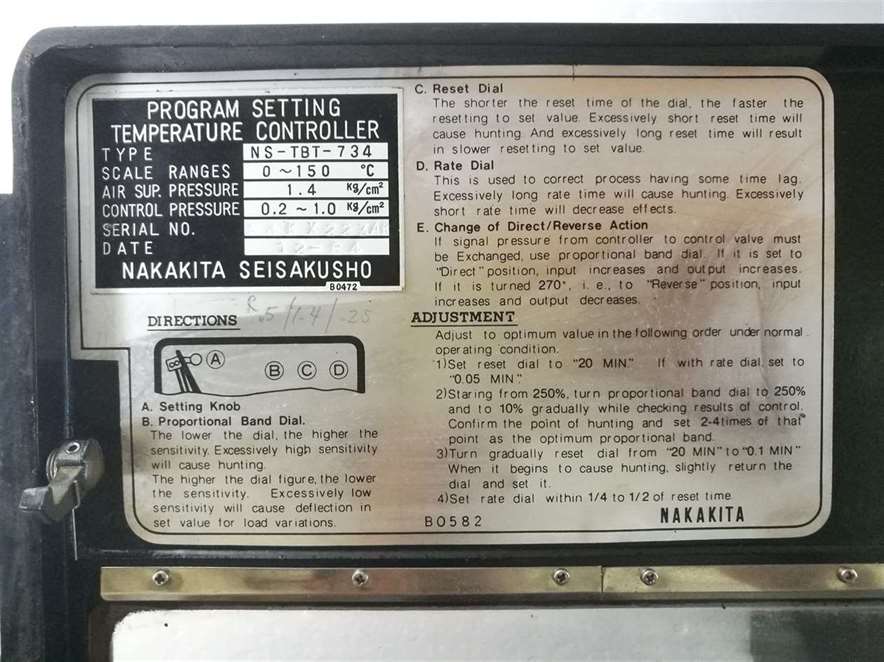 PROGRAM SETTING
TEMPERATURE CONTROLLER
TYPE NS-TBT-734
SCALE RANGES 0~150 °C
AIR SUP. PRESSURE 1.4 Kg/cm²
CONTROL PRESSURE 0.2~1.0 Kg/cm²
SERIAL NO.
DATE
NAKAKITA SEISAKUSHO
B0472
DIRECTIONS
A
B C D
A. Setting Knob
B. Proportional Band Dial.
The lower the dial, the higher the
sensitivity. Excessively high sensitivity
will cause hunting.
The higher the dial figure, the lower
the sensitivity. Excessively low
sensitivity will cause deflection in
set value for load variations.
C. Reset Dial
The shorter the reset time of the dial, the faster the
resetting to set value. Excessively short reset time will
cause hunting. And excessively long reset time will result
in slower resetting to set value.
D. Rate Dial
This is used to correct process having some time lag.
Excessively long rate time will cause hunting. Excessively
short rate time will decrease effects.
E. Change of Direct/Reverse Action
If signal pressure from controller to control valve must
be Exchanged, use proportional band dial. If it is set to
"Direct" position, input increases and output increases.
If it is turned 270°, i.e., to "Reverse" position, input
increases and output decreases.
ADJUSTMENT
Adjust to optimum value in the following order under normal
operating condition.
1) Set reset dial to "20 MIN." If with rate dial, set to
"0.05 MIN."
2) Staring from 250%, turn proportional band dial to 250%
and to 10% gradually while checking results of control.
Confirm the point of hunting and set 2-4 times of that
point as the optimum proportional band.
3) Turn gradually reset dial from "20 MIN" to "0.1 MIN"
When it begins to cause hunting, slightly return the
dial and set it.
4) Set rate dial within 1/4 to 1/2 of reset time
B0582 NAKAKITA